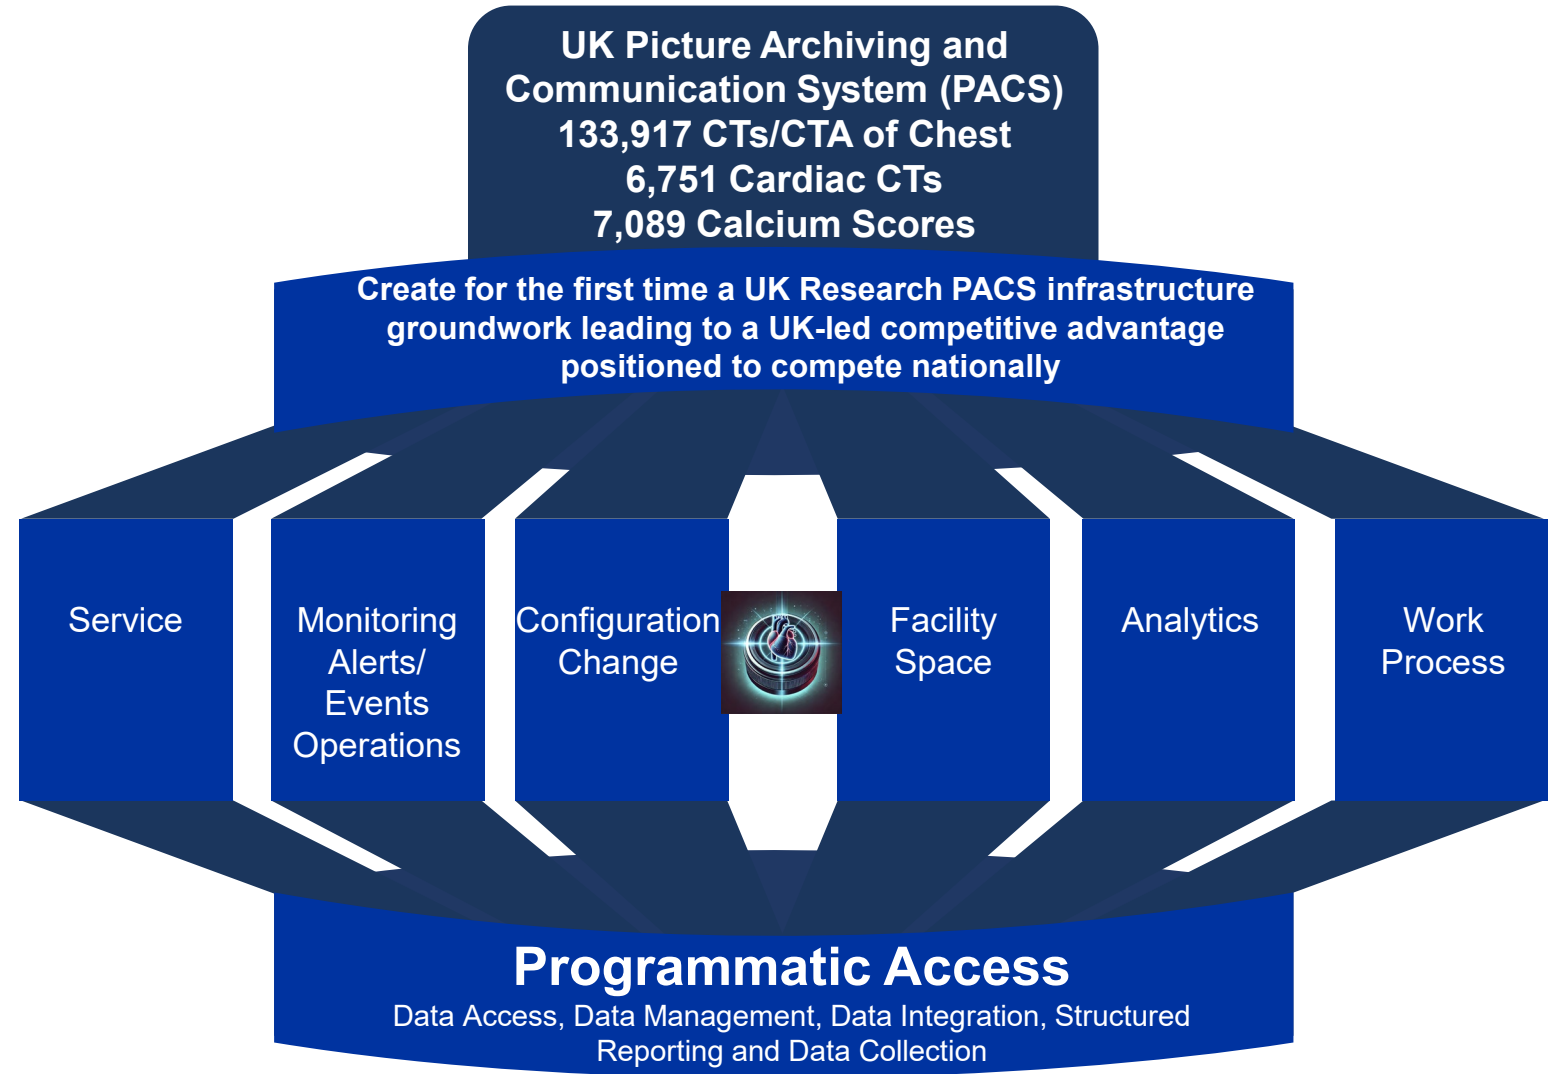 UK Picture Archiving and
Communication System (PACS)
133,917 CTs/CTA of Chest
6,751 Cardiac CTs
7,089 Calcium Scores
Create for the first time a UK Research PACS infrastructure
groundwork leading to a UK-led competitive advantage
positioned to compete nationally
Service
Monitoring
Alerts/
Events
Operations
Configuration
Change
Facility
Space
Analytics
Work
Process
Programmatic Access
Data Access, Data Management, Data Integration, Structured
Reporting and Data Collection